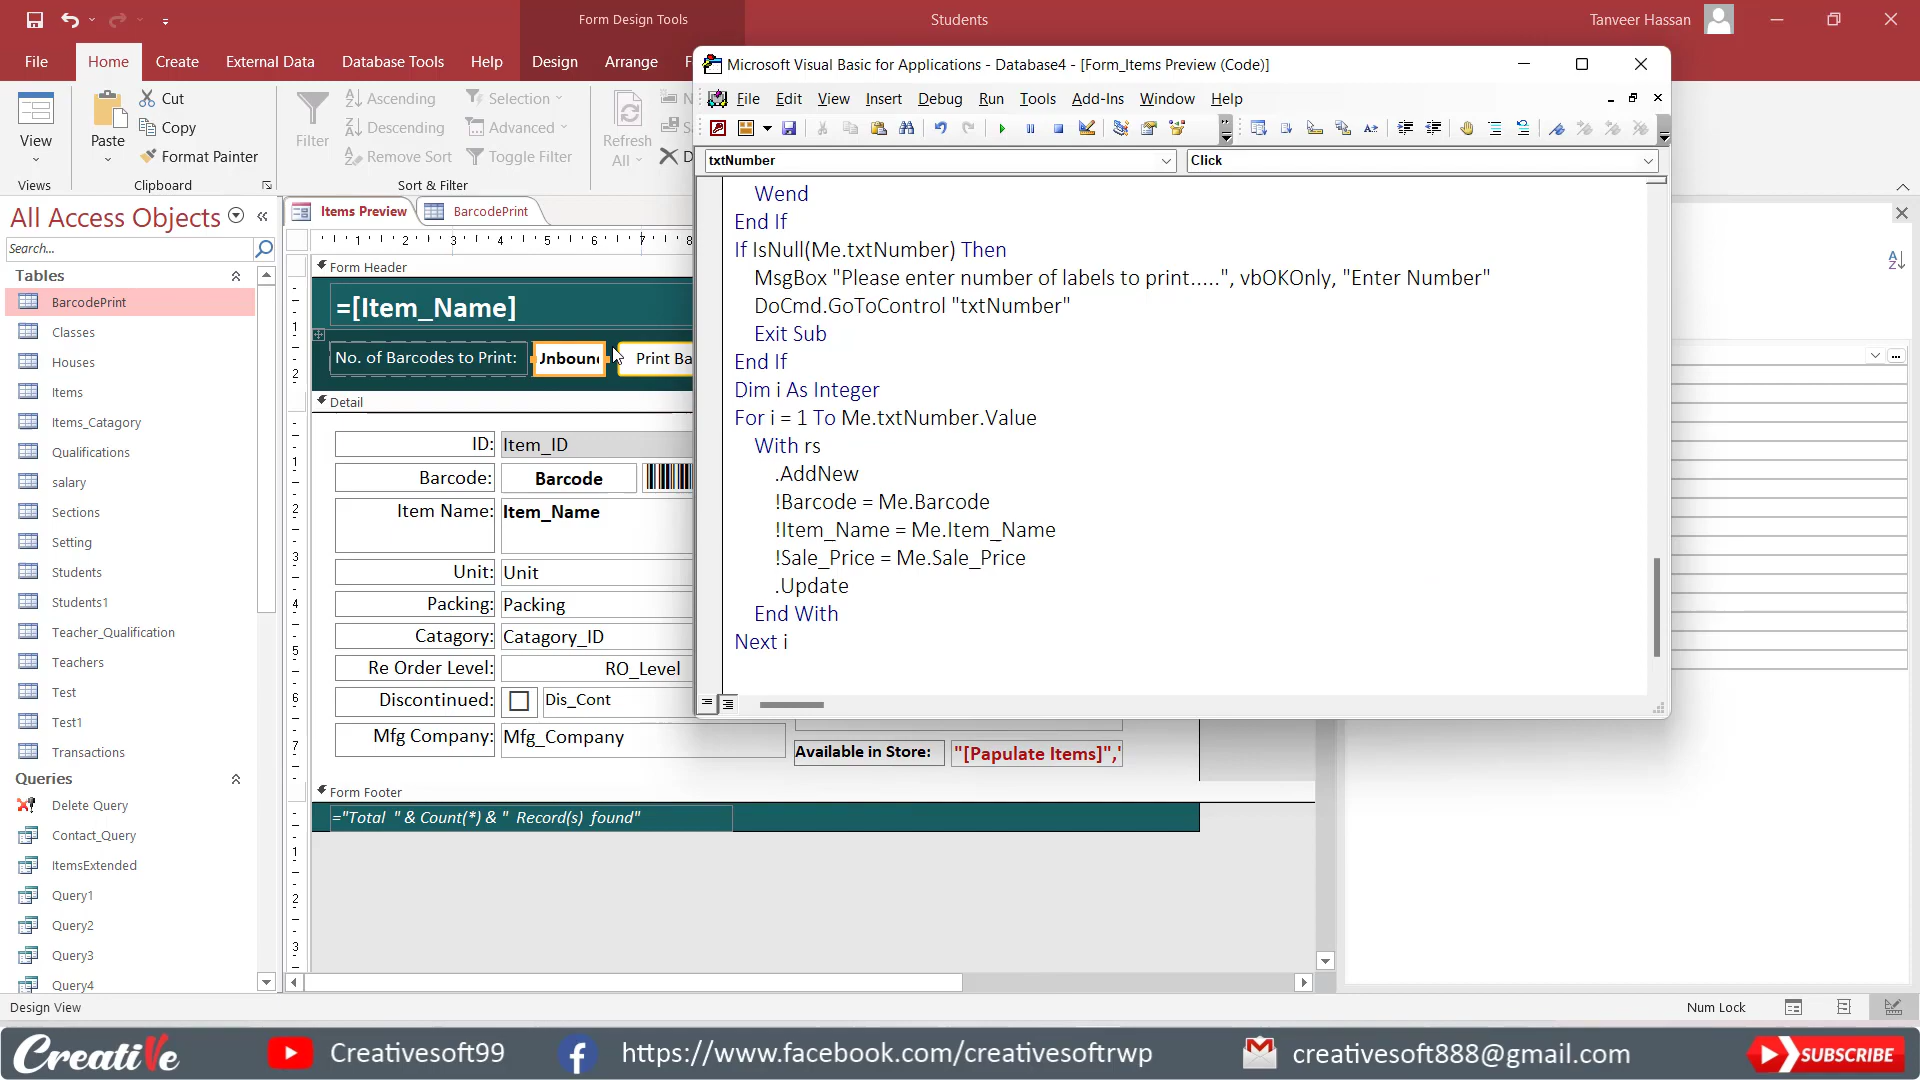 Form Design Tools
Students
Tanveer Hassan
File
Home
Create
External Data
Database Tools
Help
Design
Arrange
View
Views
Paste
Cut
Copy
Format Painter
Clipboard
Filter
Ascending
Descending
Remove Sort
Selection
Advanced
Toggle Filter
Sort & Filter
Refresh
All
Microsoft Visual Basic for Applications - Database4 - [Form_Items Preview (Code)]
File Edit View Insert Debug Run Tools Add-Ins Window Help
txtNumber
Click
Wend
End If
If IsNull(Me.txtNumber) Then
MsgBox "Please enter number of labels to print.....", vbOKOnly, "Enter Number"
DoCmd.GoToControl "txtNumber"
Exit Sub
End If
Dim i As Integer
For i = 1 To Me.txtNumber.Value
With rs
.AddNew
!Barcode = Me.Barcode
!Item_Name = Me.Item_Name
!Sale_Price = Me.Sale_Price
.Update
End With
Next i
All Access Objects
Search...
Tables
BarcodePrint
Classes
Houses
Items
Items_Catagory
Qualifications
salary
Sections
Setting
Students
Students1
Teacher_Qualification
Teachers
Test
Test1
Transactions
Queries
Delete Query
Contact_Query
ItemsExtended
Query1
Query2
Query3
Query4
Items Preview
BarcodePrint
Form Header
=[Item_Name]
No. of Barcodes to Print:
Print Ba
Detail
ID: Item_ID
Barcode: Barcode
Item Name: Item_Name
Unit: Unit
Packing: Packing
Catagory: Catagory_ID
Re Order Level: RO_Level
Discontinued: Dis_Cont
Mfg Company: Mfg_Company
Available in Store: "[Papulate Items]",'
Form Footer
="Total " & Count(*) & " Record(s) found"
Design View
Num Lock
Creative
Creativesoft99
https://www.facebook.com/creativesoftrwp
creativesoft888@gmail.com
SUBSCRIBE